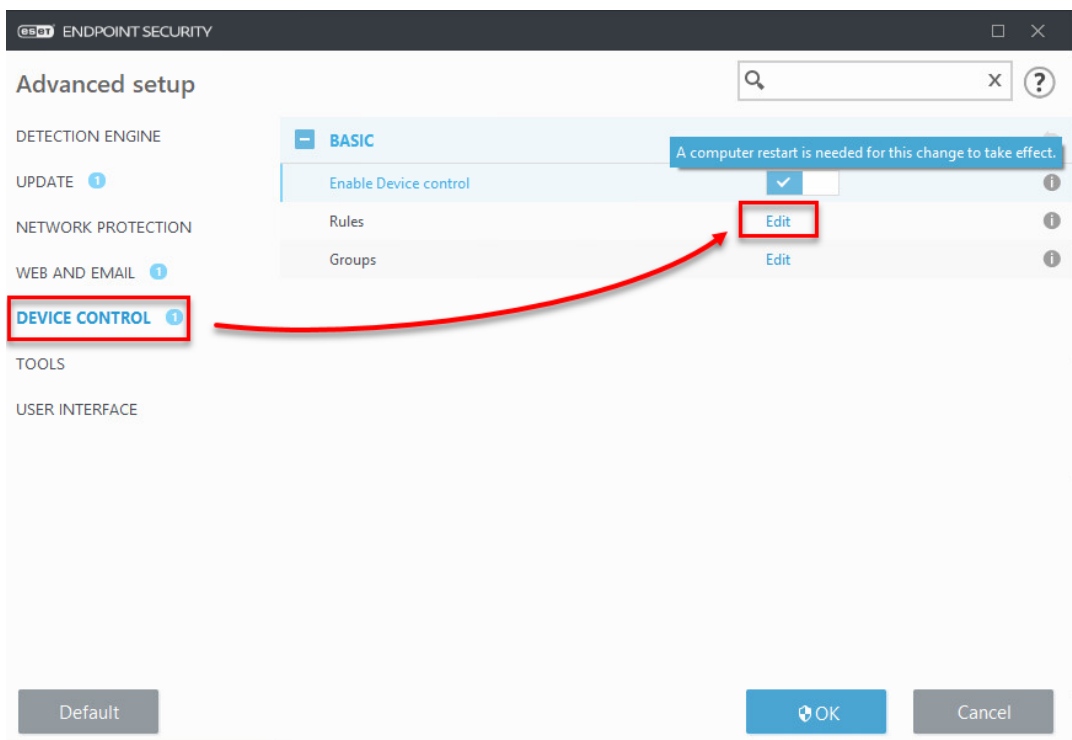 eset ENDPOINT SECURITY
Advanced setup
x
?
DETECTION ENGINE
UPDATE 1
NETWORK PROTECTION
WEB AND EMAIL 1
DEVICE CONTROL 1
TOOLS
USER INTERFACE
BASIC
A computer restart is needed for this change to take effect.
Enable Device control
Rules Edit
Groups Edit
Default
OK
Cancel